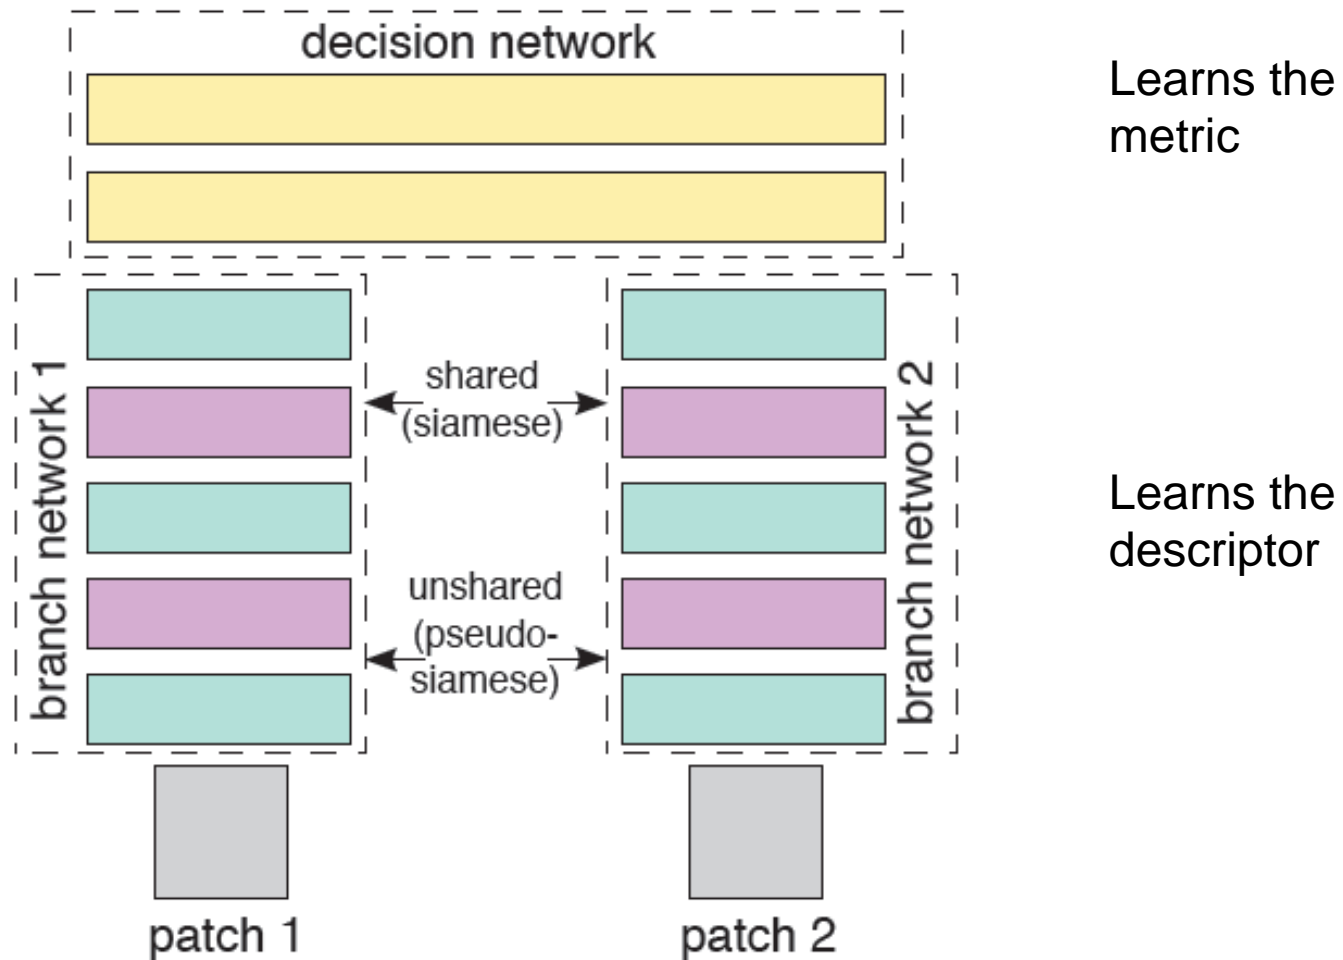 decision network
Learns the
metric
branch network 1
shared
(siamese)
unshared
(pseudo-
siamese)
branch network 2
Learns the
descriptor
patch 1
patch 2